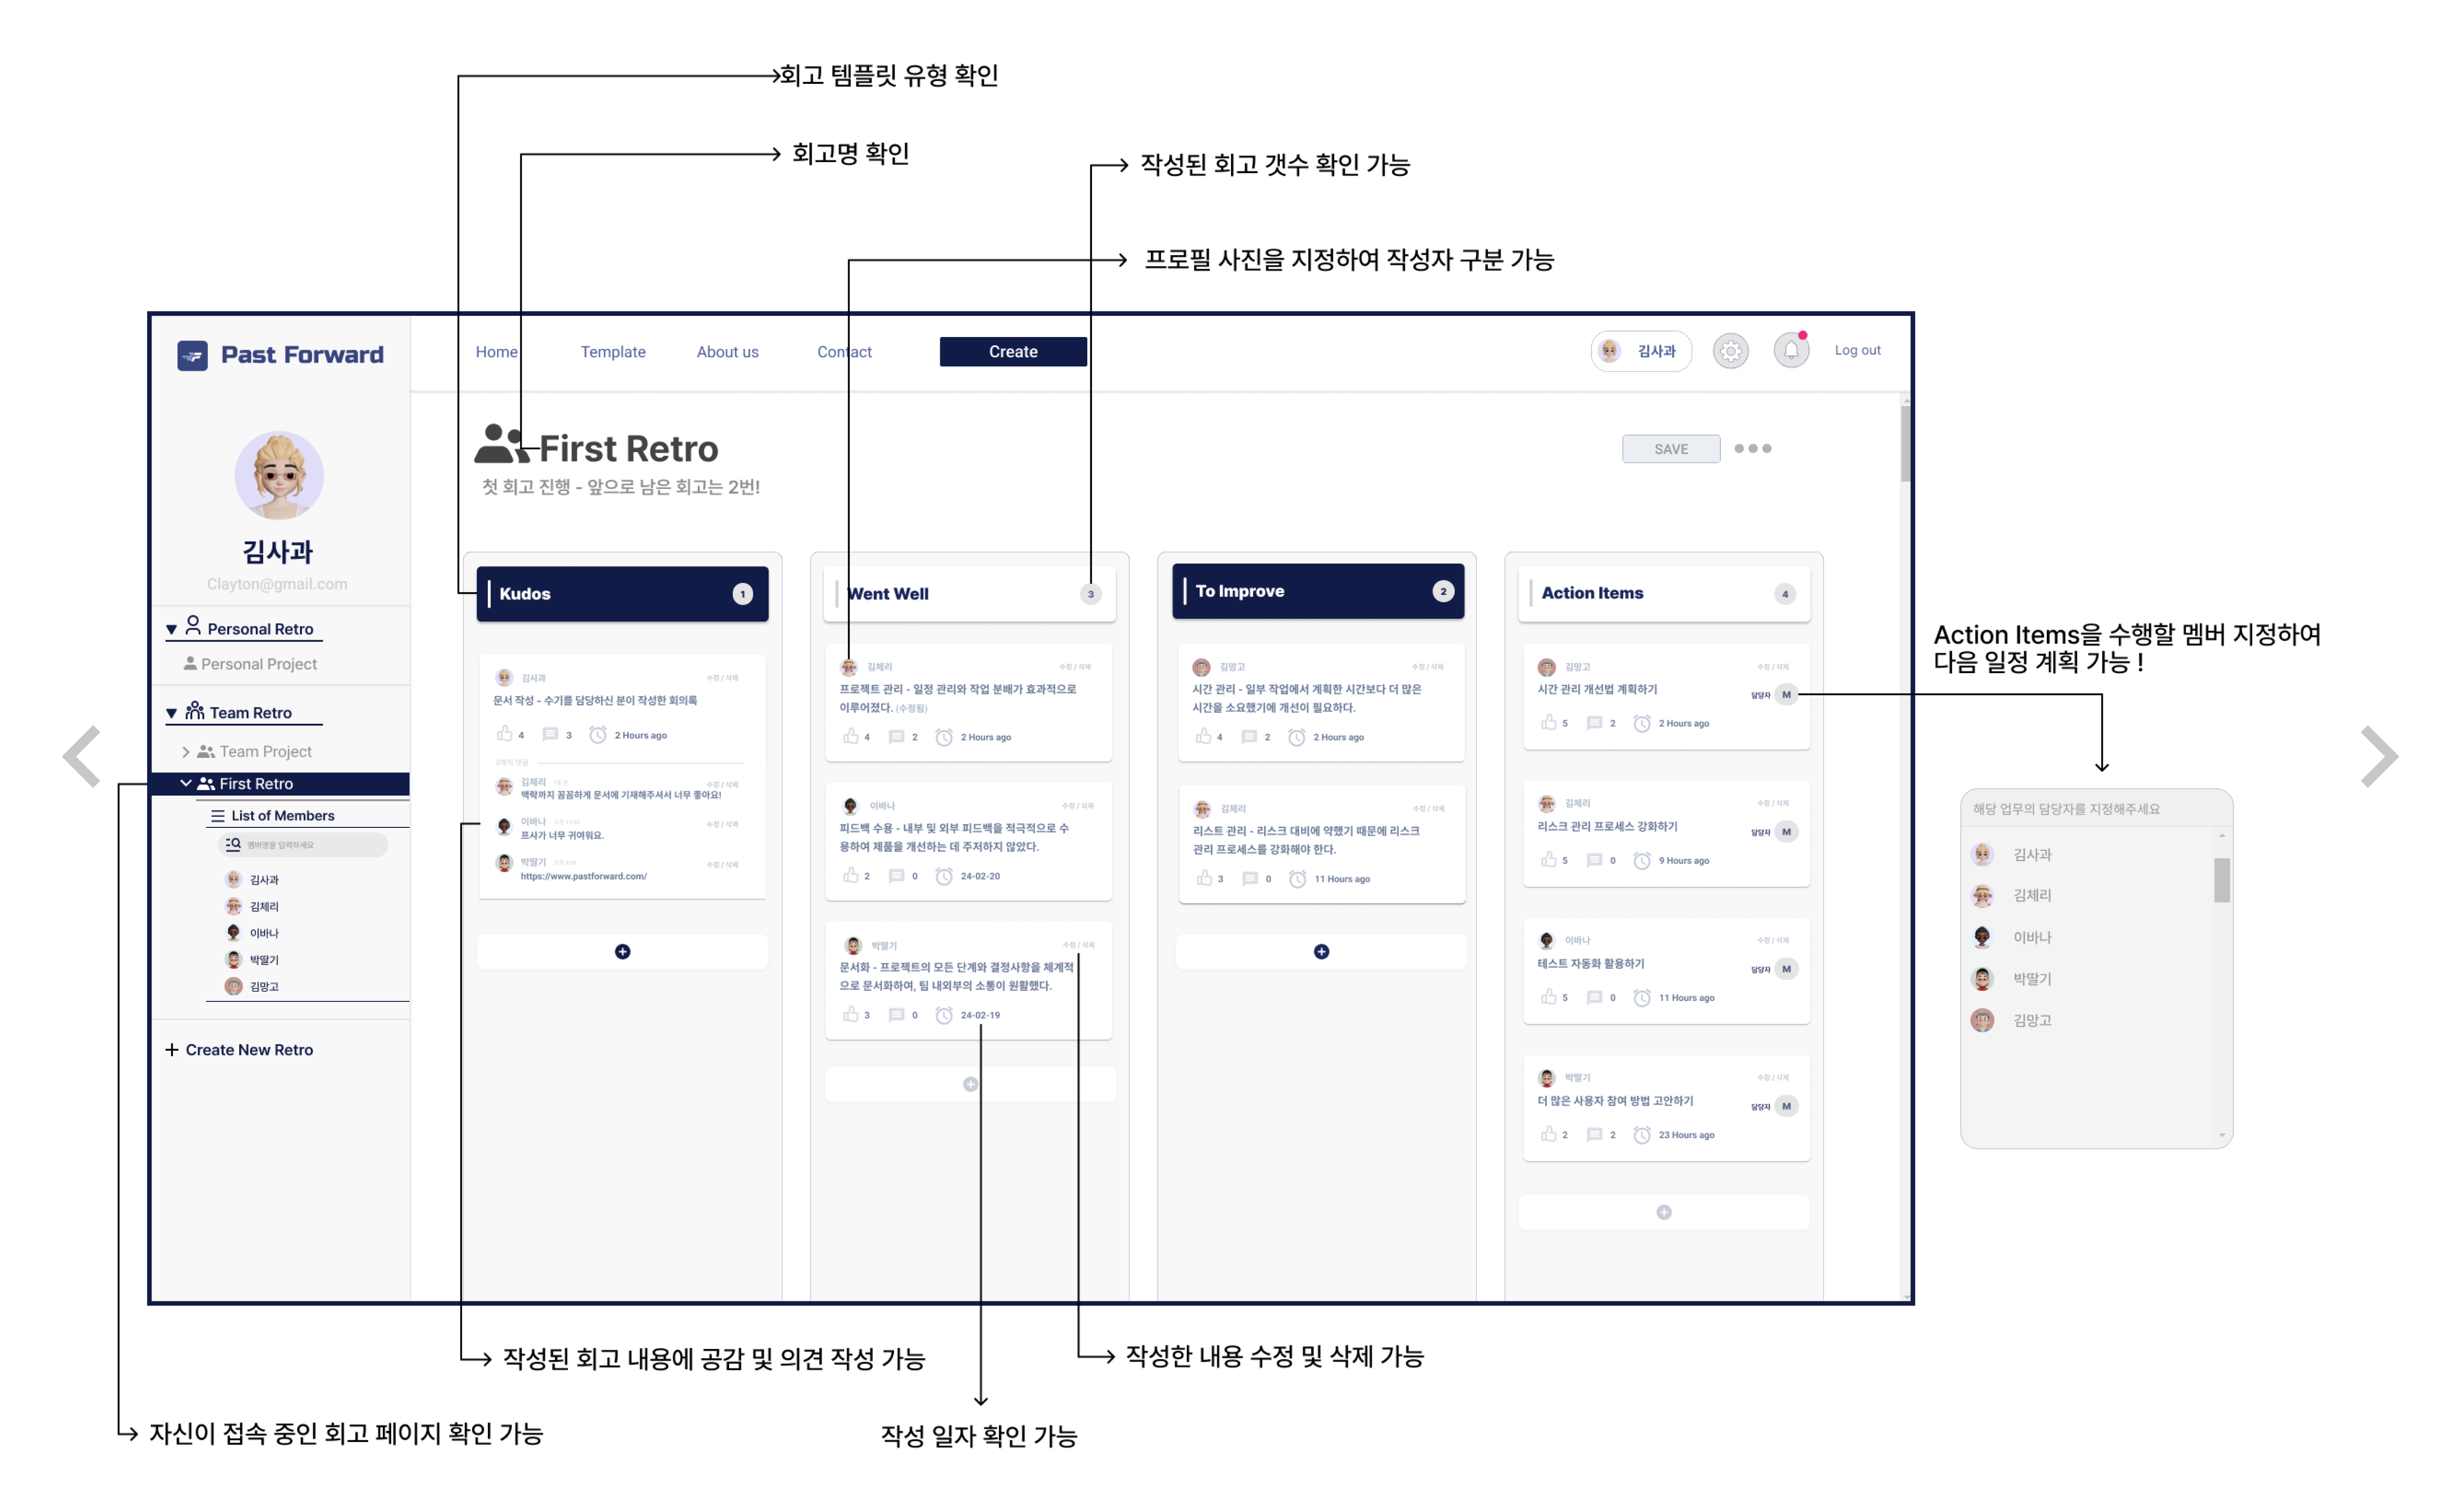 회고 템플릿 유형 확인
회고명 확인
작성된 회고 갯수 확인 가능
프로필 사진을 지정하여 작성자 구분 가능
Past Forward
Home
Template
About us
Contact
Create
김사과
Log out
김사과
Clayton@gmail.com
Personal Retro
Personal Project
Team Retro
Team Project
First Retro
List of Members
멤버명을 입력하세요
김사과
김체리
이바나
박딸기
김망고
Create New Retro
First Retro
첫 회고 진행 - 앞으로 남은 회고는 2번!
SAVE
Kudos
1
김사과
수정 / 삭제
문서 작성 - 수기를 담당하신 분이 작성한 회의록
4
3
2 Hours ago
김체리
수정 / 삭제
맥락까지 꼼꼼하게 문서에 기재해주셔서 너무 좋아요!
이바나
수정 / 삭제
프사가 너무 귀여워요.
박딸기
수정 / 삭제
https://www.pastforward.com/
Went Well
3
김체리
수정 / 삭제
프로젝트 관리 - 일정 관리와 작업 분배가 효과적으로
이루어졌다. (수정됨)
4
2
2 Hours ago
이바나
수정 / 삭제
피드백 수용 - 내부 및 외부 피드백을 적극적으로 수
용하여 제품을 개선하는 데 주저하지 않았다.
2
0
24-02-20
박딸기
수정 / 삭제
문서화 - 프로젝트의 모든 단계와 결정사항을 체계적
으로 문서화하여, 팀 내외부의 소통이 원활했다.
3
0
24-02-19
To Improve
2
김망고
수정 / 삭제
시간 관리 - 일부 작업에서 계획한 시간보다 더 많은
시간을 소요했기에 개선이 필요하다.
4
2
2 Hours ago
김체리
수정 / 삭제
리스트 관리 - 리스크 대비에 약했기 때문에 리스크
관리 프로세스를 강화해야 한다.
3
0
11 Hours ago
Action Items
4
김망고
수정 / 삭제
시간 관리 개선법 계획하기
담당자 M
5
2
2 Hours ago
김체리
수정 / 삭제
리스크 관리 프로세스 강화하기
담당자 M
5
0
9 Hours ago
이바나
수정 / 삭제
테스트 자동화 활용하기
담당자 M
5
0
11 Hours ago
박딸기
수정 / 삭제
더 많은 사용자 참여 방법 고안하기
담당자 M
2
2
23 Hours ago
Action Items을 수행할 멤버 지정하여
다음 일정 계획 가능 !
해당 업무의 담당자를 지정해주세요
김사과
김체리
이바나
박딸기
김망고
작성된 회고 내용에 공감 및 의견 작성 가능
작성한 내용 수정 및 삭제 가능
자신이 접속 중인 회고 페이지 확인 가능
작성 일자 확인 가능